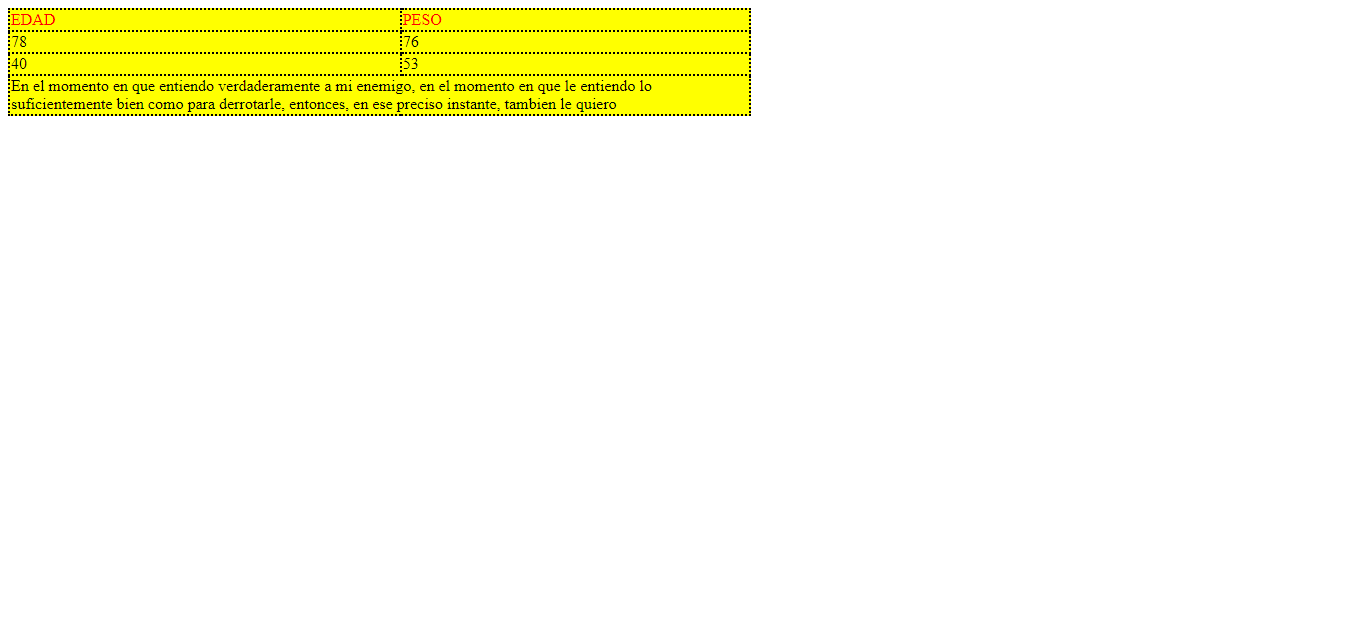 EDAD PESO
78 76
40 53
En el momento en que entiendo verdaderamente a mi enemigo, en el momento en que le entiendo lo
suficientemente bien como para derrotarle, entonces, en ese preciso instante, tambien le quiero